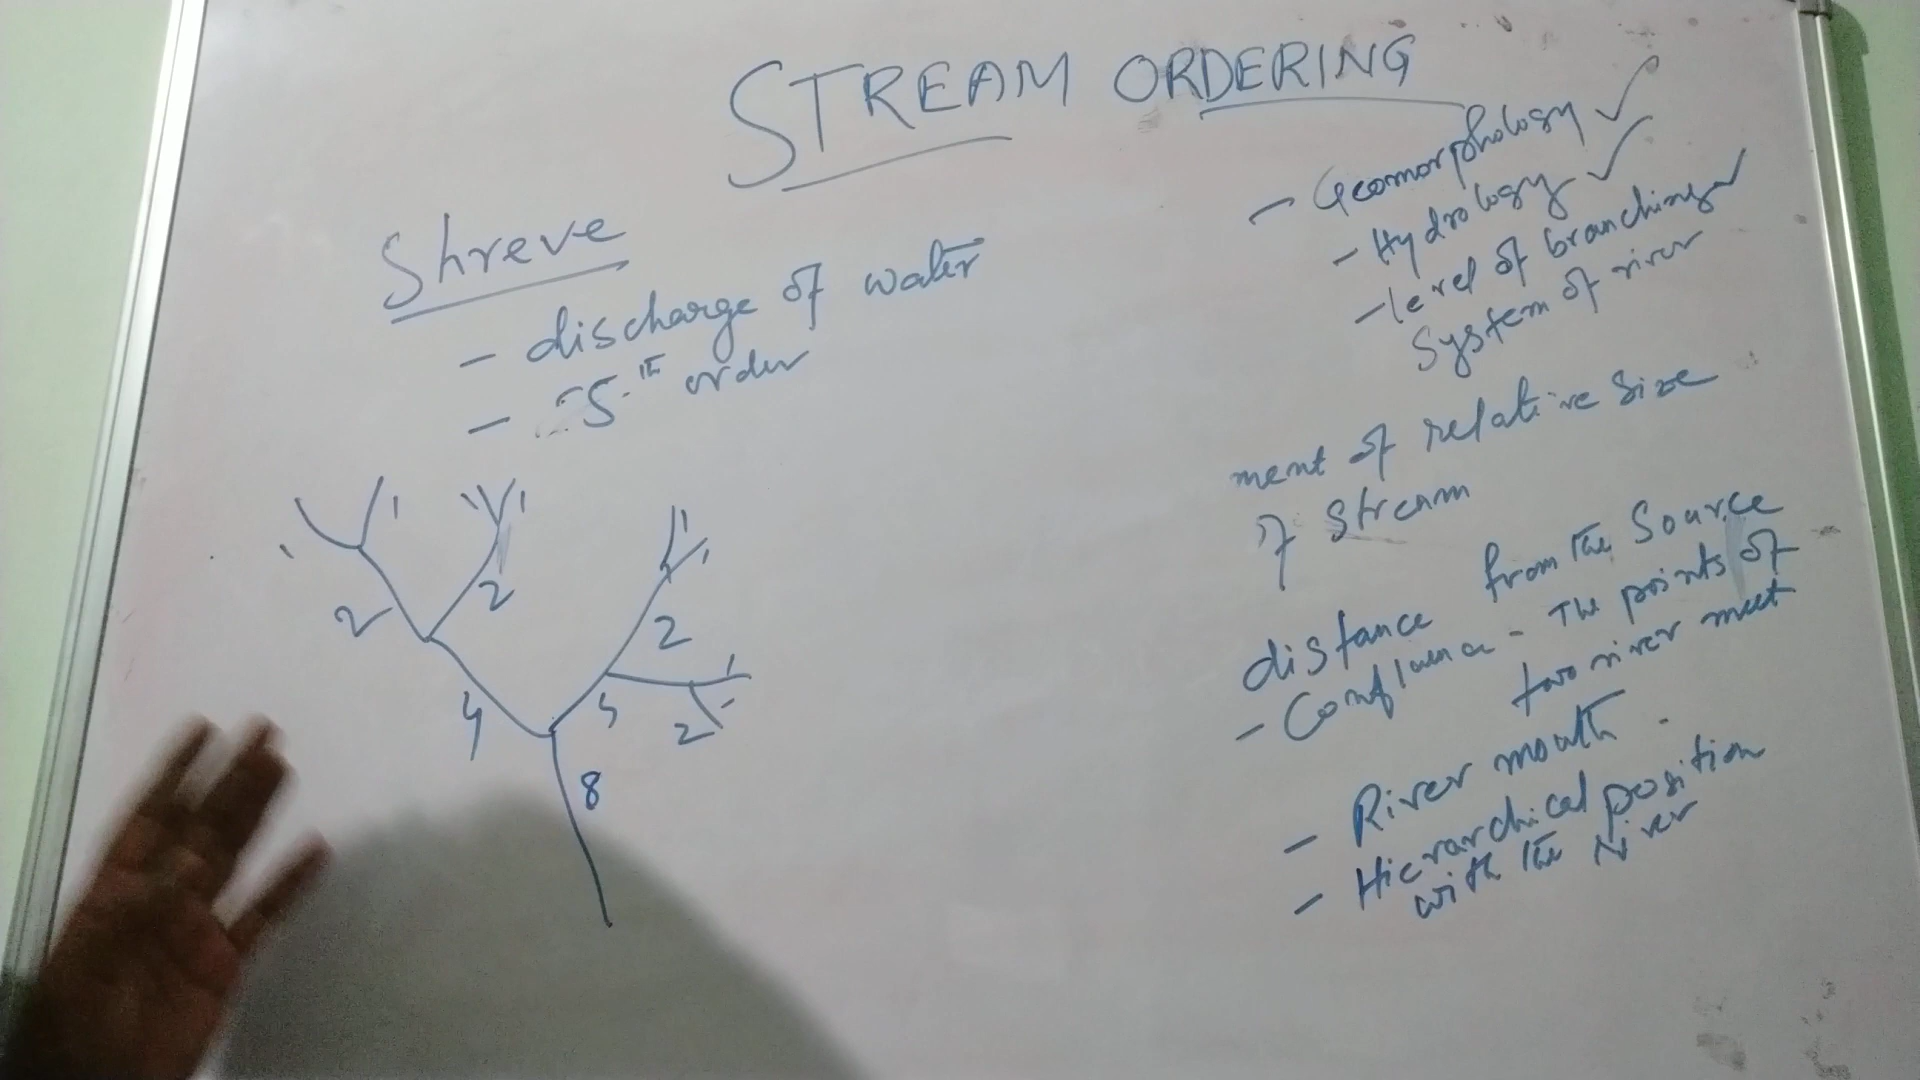 STREAM ORDERING
Shreve
- discharge of water
- 5th order
1 1 1 1 1 1
2 2 2 1
4 5 2 1
8
- Geomorphology ✓
- Hydrology ✓
- level of branching ✓
System of river
ment of relative size
of Stream
distance from the Source
- Confluence - The points of
two river meet
- River mouth
- Hierarchical position
with the river